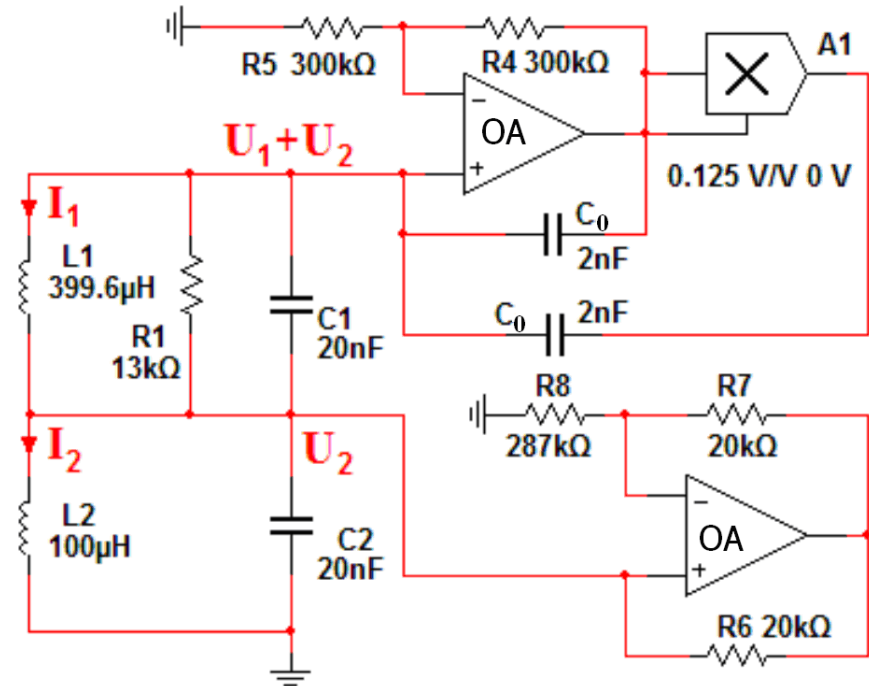 A1
R5 300kΩ
R4 300kΩ
OA
U1+U2
0.125 V/V 0 V
I1
C0
2nF
L1
399.6µH
R1
13kΩ
C1
20nF
C0
2nF
R8
287kΩ
R7
20kΩ
I2
U2
L2
100µH
C2
20nF
OA
R6 20kΩ